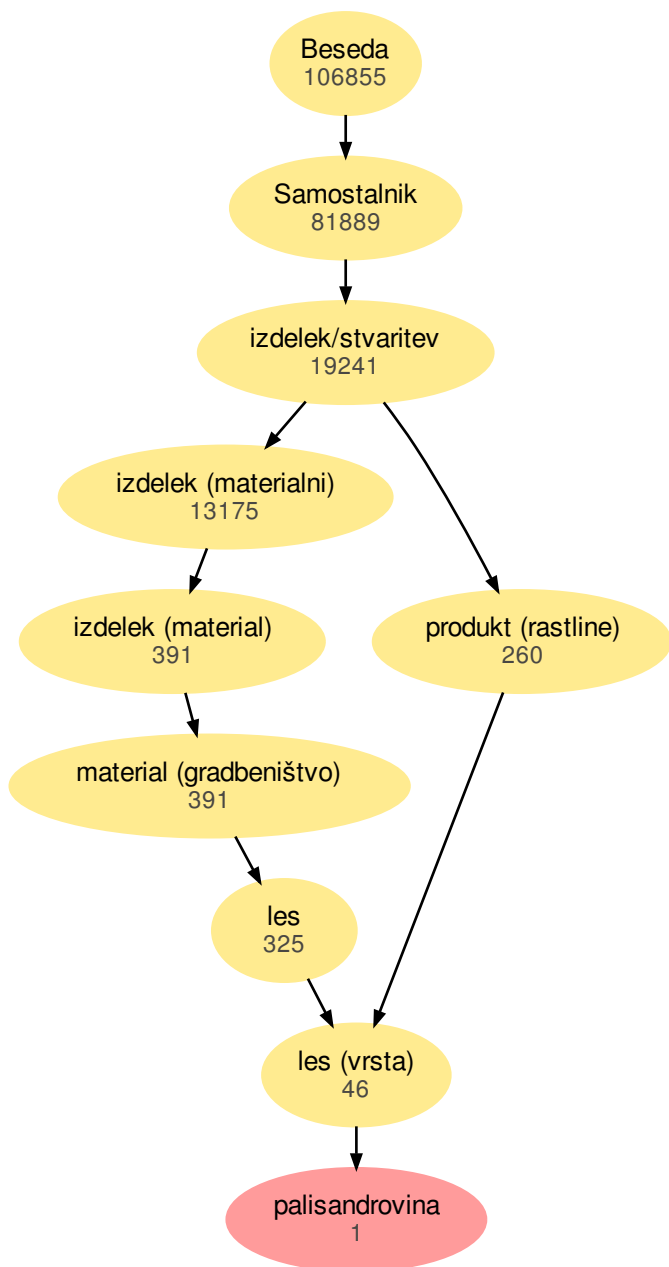 Beseda
106855
Samostalnik
81889
izdelek/stvaritev
19241
izdelek (materialni)
13175
izdelek (material)
391
produkt (rastline)
260
material (gradbeništvo)
391
les
325
les (vrsta)
46
palisandrovina
1